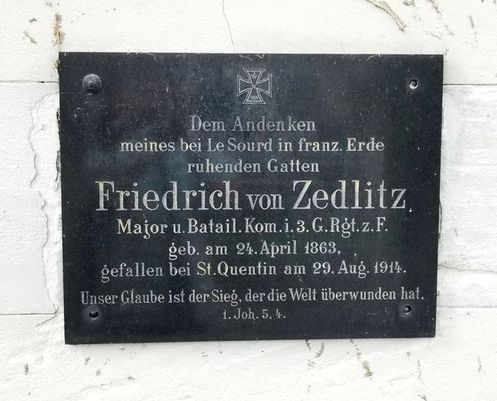 Dem Andenken
meines bei Le Sourd in franz. Erde
ruhenden Gatten
Friedrich von Zedlitz
Major u. Batail. Kom. i. 3. G. Rgt. z. F.
geb. am 24. April 1863,
gefallen bei St. Quentin am 29. Aug. 1914.
Unser Glaube ist der Sieg, der die Welt überwunden hat.
1. Joh. 5. 4.